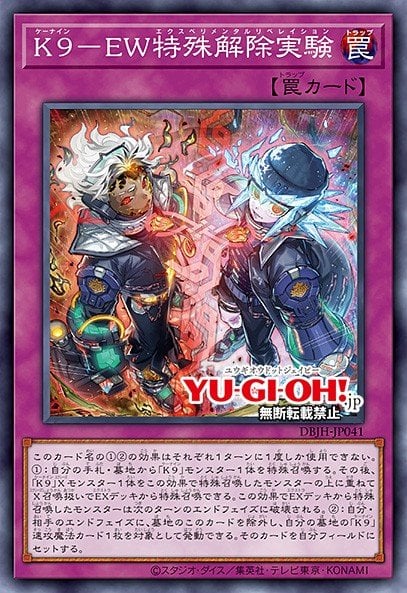 ケーナイン エクスペリメンタルリベレイション トラップ
K9－EW特殊解除実験 罠
トラップ
【罠カード】
ユウギオウドットジェイピー
YU-GI-OH!.jp
無断転載禁止
DBJH-JP041
このカード名の①②の効果はそれぞれ１ターンに１度しか使用できない。
①：自分の手札・墓地から「K9」モンスター１体を特殊召喚する。その後、
「K9」Xモンスター１体をこの効果で特殊召喚したモンスターの上に重ねて
X召喚扱いでEXデッキから特殊召喚できる。この効果でEXデッキから特殊
召喚したモンスターは次のターンのエンドフェイズに破壊される。②：自分・
相手のエンドフェイズに、墓地のこのカードを除外し、自分の墓地の「K9」
速攻魔法カード１枚を対象として発動できる。そのカードを自分フィールドに
セットする。
©スタジオ・ダイス／集英社・テレビ東京・KONAMI